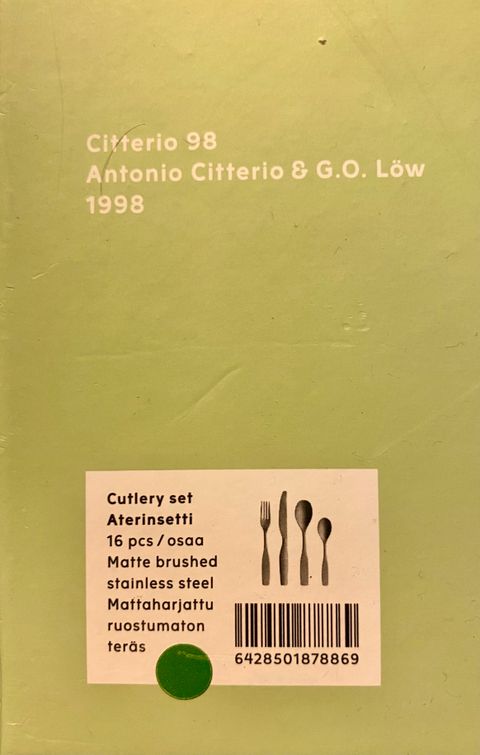 Citterio 98
Antonio Citterio & G.O. Löw
1998
Cutlery set
Aterinsetti
16 pcs / osaa
Matte brushed
stainless steel
Mattaharjattu
ruostumaton
teräs
6428501878869